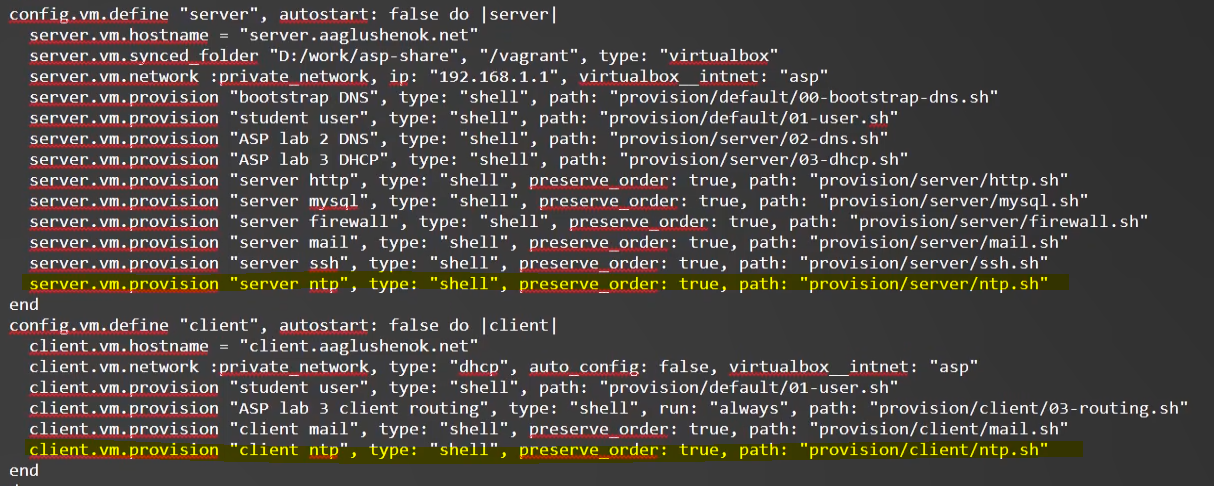 config.vm.define "server", autostart: false do |server|
server.vm.hostname = "server.aaglushenok.net"
server.vm.synced_folder "D:/work/asp-share", "/vagrant", type: "virtualbox"
server.vm.network :private_network, ip: "192.168.1.1", virtualbox__intnet: "asp"
server.vm.provision "bootstrap DNS", type: "shell", path: "provision/default/00-bootstrap-dns.sh"
server.vm.provision "student user", type: "shell", path: "provision/default/01-user.sh"
server.vm.provision "ASP lab 2 DNS", type: "shell", path: "provision/server/02-dns.sh"
server.vm.provision "ASP lab 3 DHCP", type: "shell", path: "provision/server/03-dhcp.sh"
server.vm.provision "server http", type: "shell", preserve_order: true, path: "provision/server/http.sh"
server.vm.provision "server mysql", type: "shell", preserve_order: true, path: "provision/server/mysql.sh"
server.vm.provision "server firewall", type: "shell", preserve_order: true, path: "provision/server/firewall.sh"
server.vm.provision "server mail", type: "shell", preserve_order: true, path: "provision/server/mail.sh"
server.vm.provision "server ssh", type: "shell", preserve_order: true, path: "provision/server/ssh.sh"
server.vm.provision "server ntp", type: "shell", preserve_order: true, path: "provision/server/ntp.sh"
end
config.vm.define "client", autostart: false do |client|
client.vm.hostname = "client.aaglushenok.net"
client.vm.network :private_network, type: "dhcp", auto_config: false, virtualbox__intnet: "asp"
client.vm.provision "student user", type: "shell", path: "provision/default/01-user.sh"
client.vm.provision "ASP lab 3 client routing", type: "shell", run: "always", path: "provision/client/03-routing.sh"
client.vm.provision "client mail", type: "shell", preserve_order: true, path: "provision/client/mail.sh"
client.vm.provision "client ntp", type: "shell", preserve_order: true, path: "provision/client/ntp.sh"
end